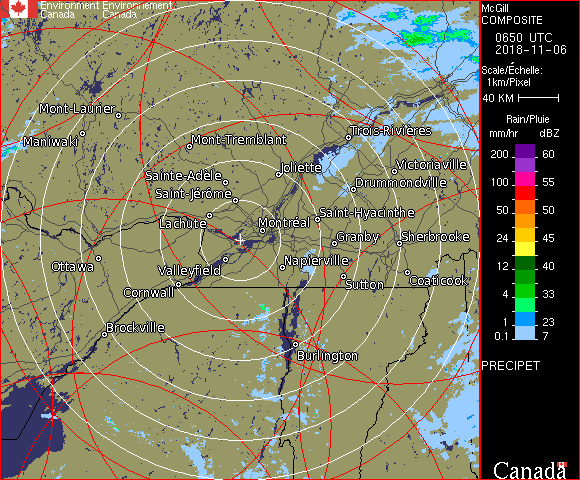 Environment Environnement
Canada Canada
Mont-Laurier
Maniwaki
Mont-Tremblant
Trois-Rivières
Sainte-Adèle
Joliette
Victoriaville
Saint-Jérôme
Drummondville
Lachute
Montréal
Saint-Hyacinthe
Granby
Sherbrooke
Ottawa
Valleyfield
Napierville
Cornwall
Sutton
Coaticook
Brockville
Burlington
McGill
COMPOSITE
0650 UTC
2018-11-06
Scale/Échelle:
1km/Pixel
40 KM
Rain/Pluie
mm/hr dBZ
200 60
155 55
100 55
50 50
24 45
12 40
4 33
1 23
0.1 7
PRECIPET
Canada